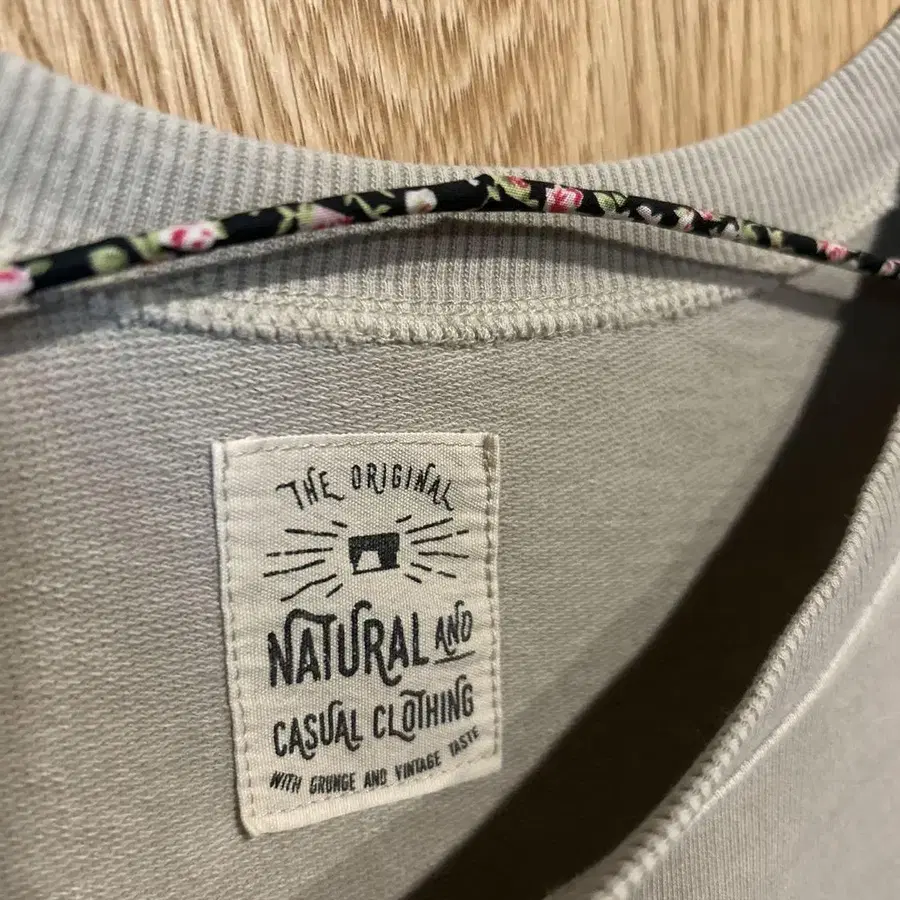 THE ORIGINAL
NATURAL AND
CASUAL CLOTHING
WITH GRUNGE AND VINTAGE TASTE